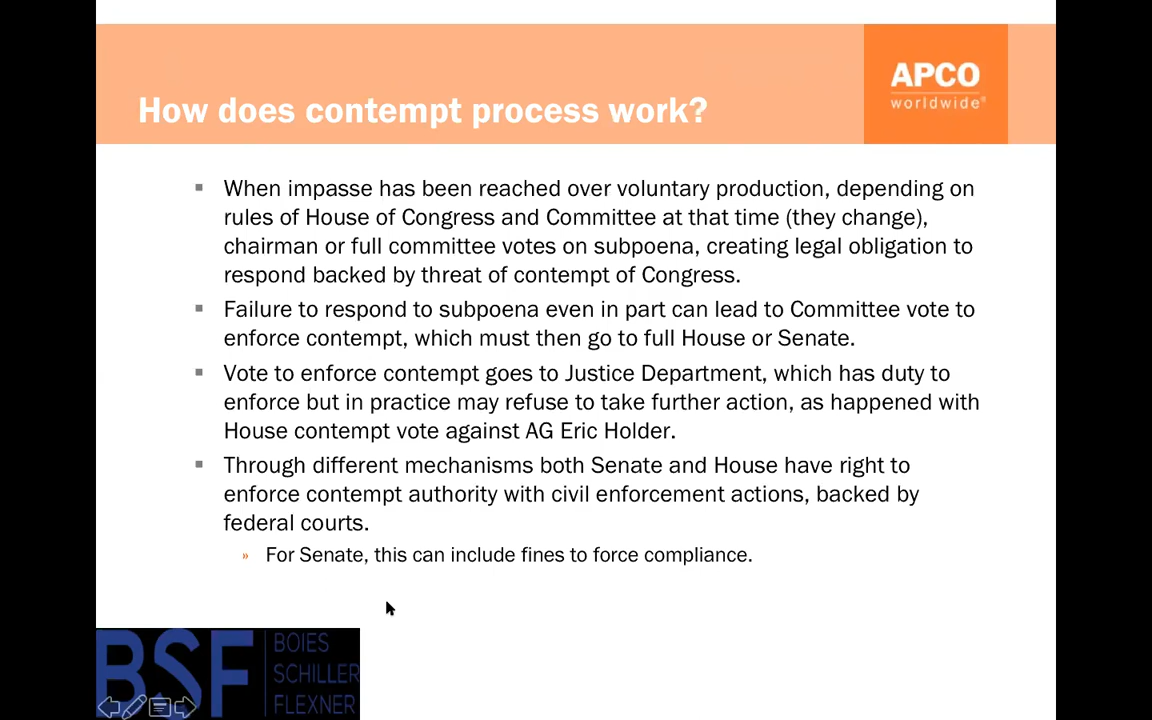 How does contempt process work?
APCO
worldwide®
▪ When impasse has been reached over voluntary production, depending on
rules of House of Congress and Committee at that time (they change),
chairman or full committee votes on subpoena, creating legal obligation to
respond backed by threat of contempt of Congress.
▪ Failure to respond to subpoena even in part can lead to Committee vote to
enforce contempt, which must then go to full House or Senate.
▪ Vote to enforce contempt goes to Justice Department, which has duty to
enforce but in practice may refuse to take further action, as happened with
House contempt vote against AG Eric Holder.
▪ Through different mechanisms both Senate and House have right to
enforce contempt authority with civil enforcement actions, backed by
federal courts.
» For Senate, this can include fines to force compliance.
BSF
BOIES
SCHILLER
FLEXNER